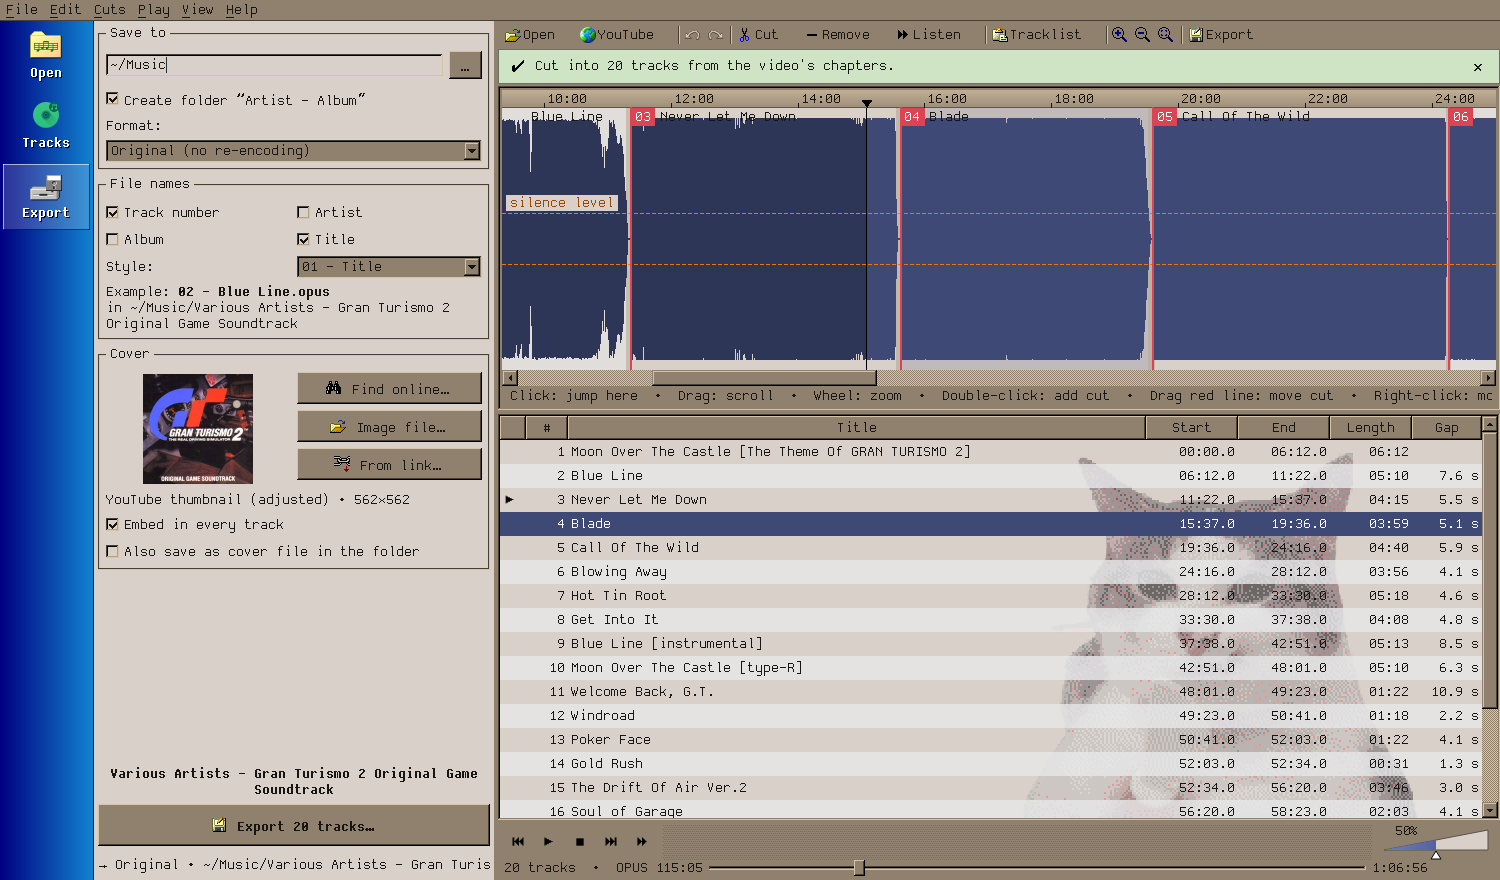 File Edit Cuts Play View Help
Open
Tracks
Export
Save to
~/Music
...
Create folder "Artist - Album"
Format:
Original (no re-encoding)
File names
Track number
Artist
Album
Title
Style:
01 - Title
Example: 02 - Blue Line.opus
in ~/Music/Various Artists - Gran Turismo 2
Original Game Soundtrack
Cover
GRAN TURISMO 2
THE REAL DRIVING SIMULATOR
ORIGINAL GAME SOUNDTRACK
Find online…
Image file…
From link…
YouTube thumbnail (adjusted) • 562×562
Embed in every track
Also save as cover file in the folder
Various Artists - Gran Turismo 2 Original Game
Soundtrack
Export 20 tracks…
→ Original • ~/Music/Various Artists - Gran Turis
Open YouTube Cut Remove Listen Tracklist Export
Cut into 20 tracks from the video's chapters.
10:00 12:00 14:00 16:00 18:00 20:00 22:00 24:00
Blue Line 03 Never Let Me Down 04 Blade 05 Call Of The Wild 06
silence level
Click: jump here • Drag: scroll • Wheel: zoom • Double-click: add cut • Drag red line: move cut • Right-click: mc
# Title Start End Length Gap
1 Moon Over The Castle [The Theme Of GRAN TURISMO 2] 00:00.0 06:12.0 06:12
2 Blue Line 06:12.0 11:22.0 05:10 7.6 s
3 Never Let Me Down 11:22.0 15:37.0 04:15 5.5 s
4 Blade 15:37.0 19:36.0 03:59 5.1 s
5 Call Of The Wild 19:36.0 24:16.0 04:40 5.9 s
6 Blowing Away 24:16.0 28:12.0 03:56 4.1 s
7 Hot Tin Root 28:12.0 33:30.0 05:18 4.6 s
8 Get Into It 33:30.0 37:38.0 04:08 4.8 s
9 Blue Line [instrumental] 37:38.0 42:51.0 05:13 8.5 s
10 Moon Over The Castle [type-R] 42:51.0 48:01.0 05:10 6.3 s
11 Welcome Back, G.T. 48:01.0 49:23.0 01:22 10.9 s
12 Windroad 49:23.0 50:41.0 01:18 2.2 s
13 Poker Face 50:41.0 52:03.0 01:22 4.1 s
14 Gold Rush 52:03.0 52:34.0 00:31 1.3 s
15 The Drift Of Air Ver.2 52:34.0 56:20.0 03:46 3.0 s
16 Soul of Garage 56:20.0 58:23.0 02:03 4.1 s
50%
20 tracks • OPUS 115:05 1:06:56